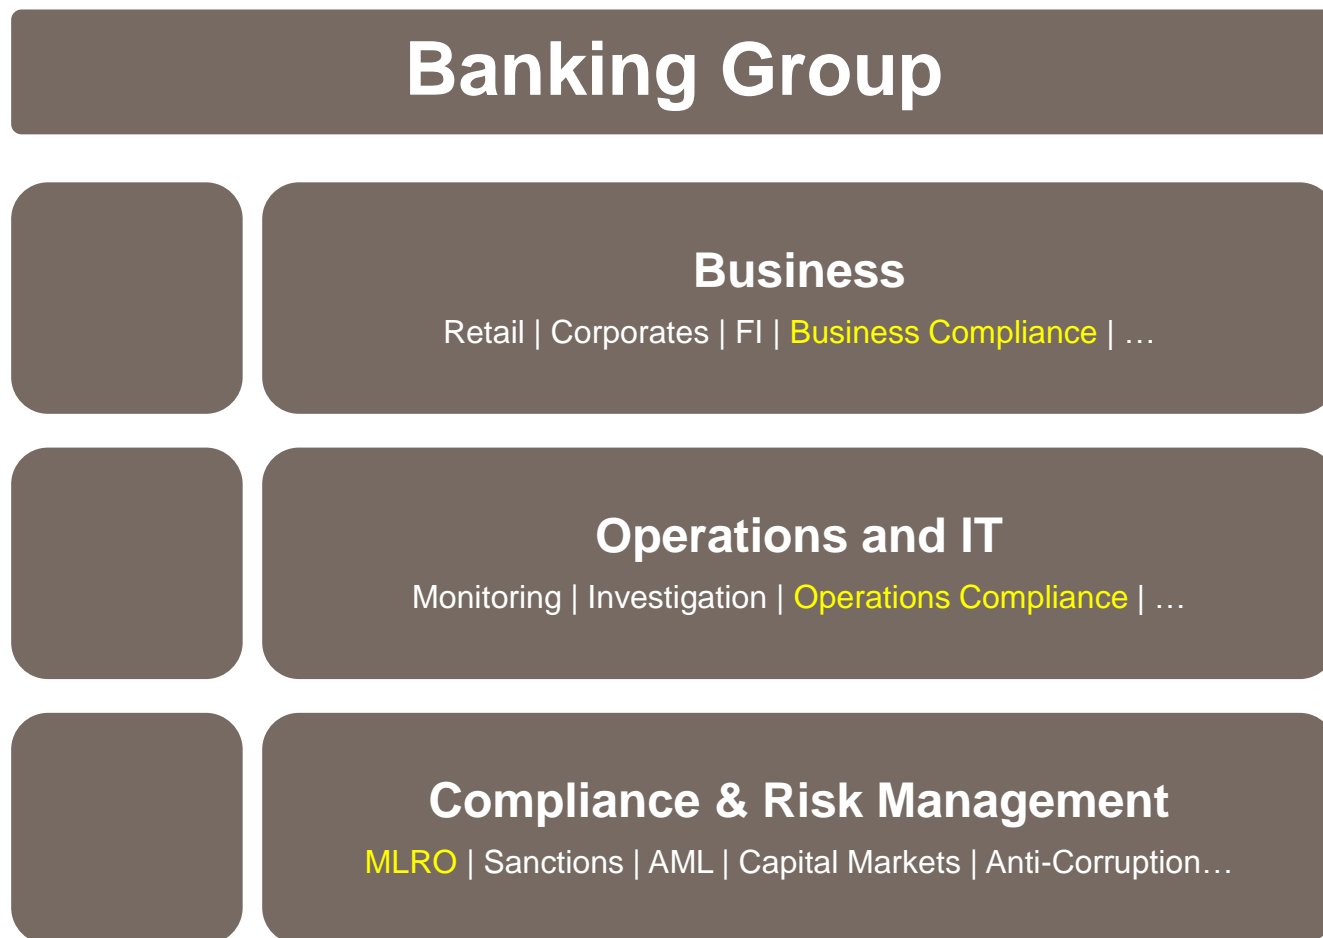 Banking Group
Business
Retail | Corporates | FI | Business Compliance | …
Operations and IT
Monitoring | Investigation | Operations Compliance | …
Compliance & Risk Management
MLRO | Sanctions | AML | Capital Markets | Anti-Corruption…